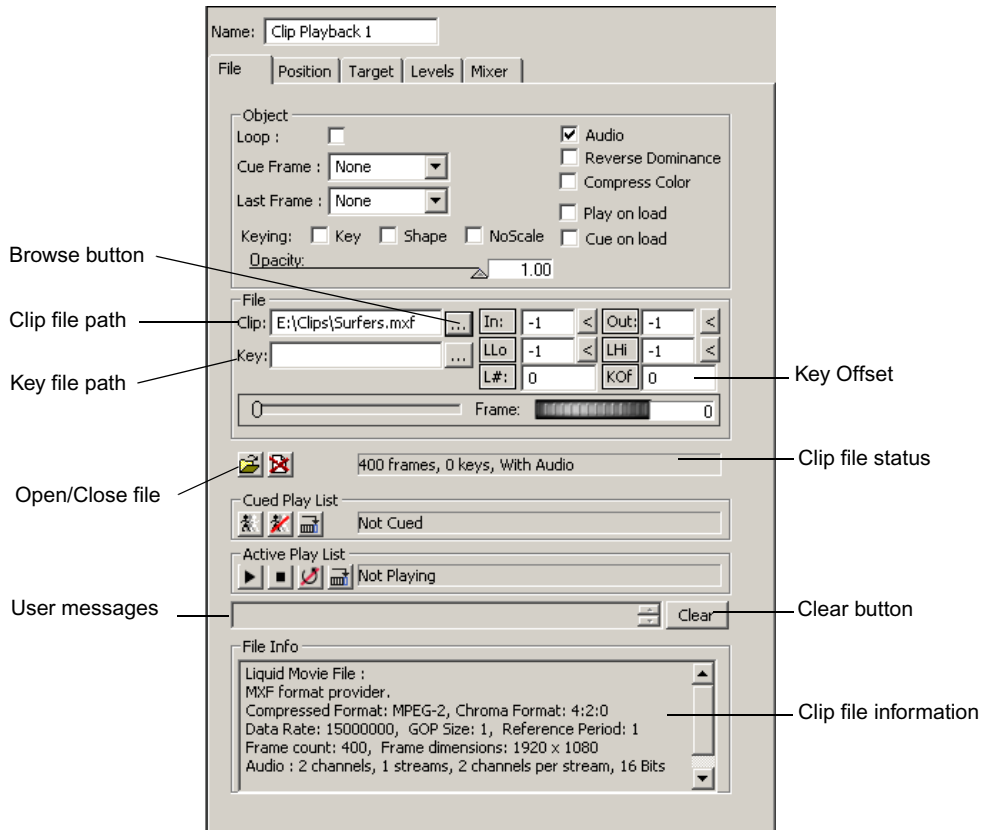 Name: Clip Playback 1
File Position Target Levels Mixer
Object
Loop :
Audio
Reverse Dominance
Cue Frame : None
Compress Color
Last Frame : None
Play on load
Keying: Key Shape NoScale Cue on load
Browse button
Opacity: 1.00
File
Clip file path
Clip: E:\Clips\Surfers.mxf ... In: -1 < Out: -1 <
Key: ... LLo -1 < LHi -1 <
Key file path
L#: 0 KOf 0
Key Offset
Frame: 0
400 frames, 0 keys, With Audio
Clip file status
Open/Close file
Cued Play List
Not Cued
Active Play List
Not Playing
User messages
Clear
Clear button
File Info
Liquid Movie File :
MXF format provider.
Compressed Format: MPEG-2, Chroma Format: 4:2:0
Clip file information
Data Rate: 15000000, GOP Size: 1, Reference Period: 1
Frame count: 400, Frame dimensions: 1920 x 1080
Audio : 2 channels, 1 streams, 2 channels per stream, 16 Bits